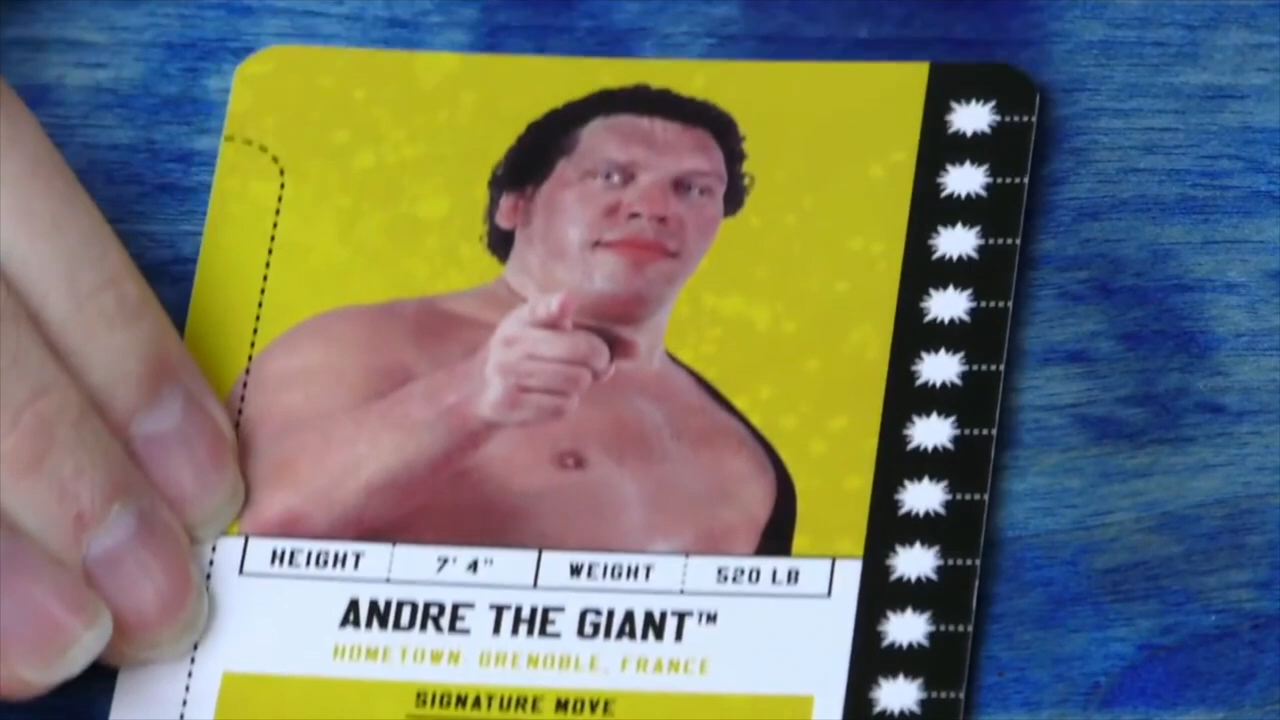 HEIGHT 7' 4" WEIGHT 520 LB
ANDRE THE GIANT™
HOMETOWN: GRENOBLE, FRANCE
SIGNATURE MOVE